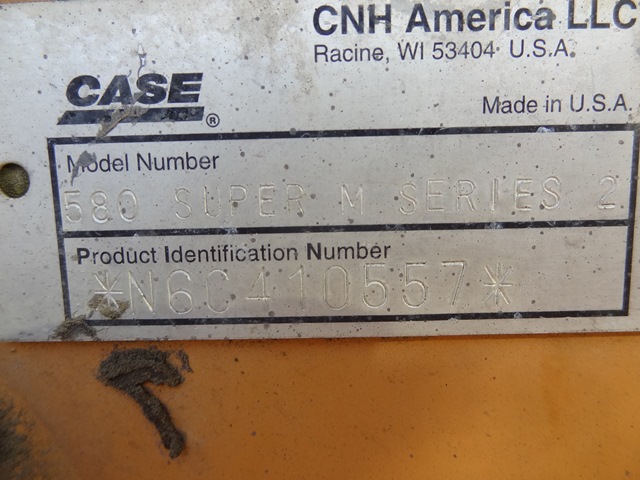 CNH America LLC
Racine, WI 53404 U.S.A.
CASE®
Made in U.S.A.
Model Number
580 SUPER M SERIES 2
Product Identification Number
*N6C410557*